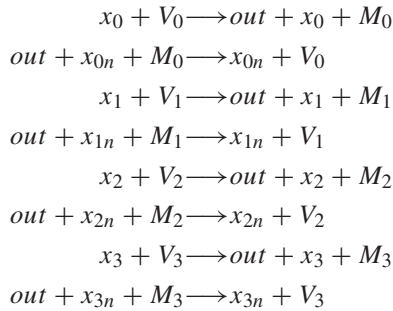 x₀ + V₀ ⟶ out + x₀ + M₀
out + x₀ₙ + M₀ ⟶ x₀ₙ + V₀
x₁ + V₁ ⟶ out + x₁ + M₁
out + x₁ₙ + M₁ ⟶ x₁ₙ + V₁
x₂ + V₂ ⟶ out + x₂ + M₂
out + x₂ₙ + M₂ ⟶ x₂ₙ + V₂
x₃ + V₃ ⟶ out + x₃ + M₃
out + x₃ₙ + M₃ ⟶ x₃ₙ + V₃